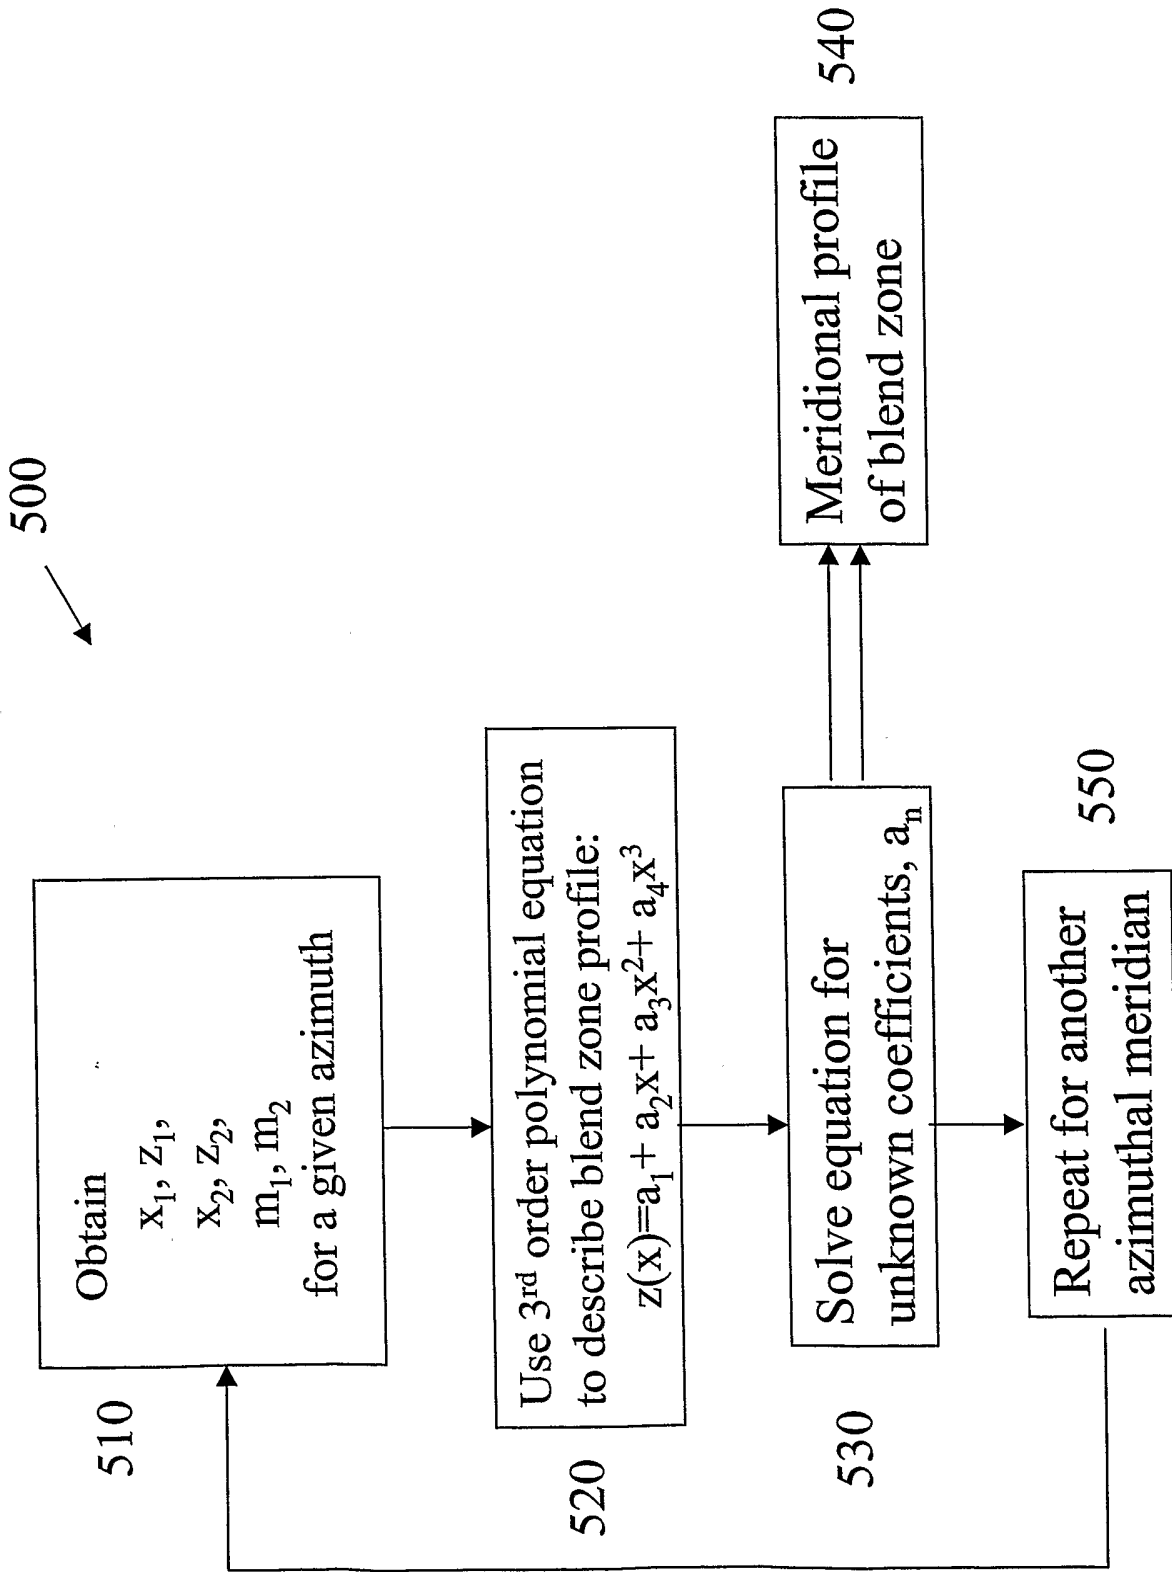 500
510
Obtain
x₁, z₁,
x₂, z₂,
m₁, m₂
for a given azimuth
520
Use 3ʳᵈ order polynomial equation
to describe blend zone profile:
z(x)=a₁+ a₂x+ a₃x²+ a₄x³
530
Solve equation for
unknown coefficients, aₙ
Meridional profile
of blend zone
540
Repeat for another
azimuthal meridian
550